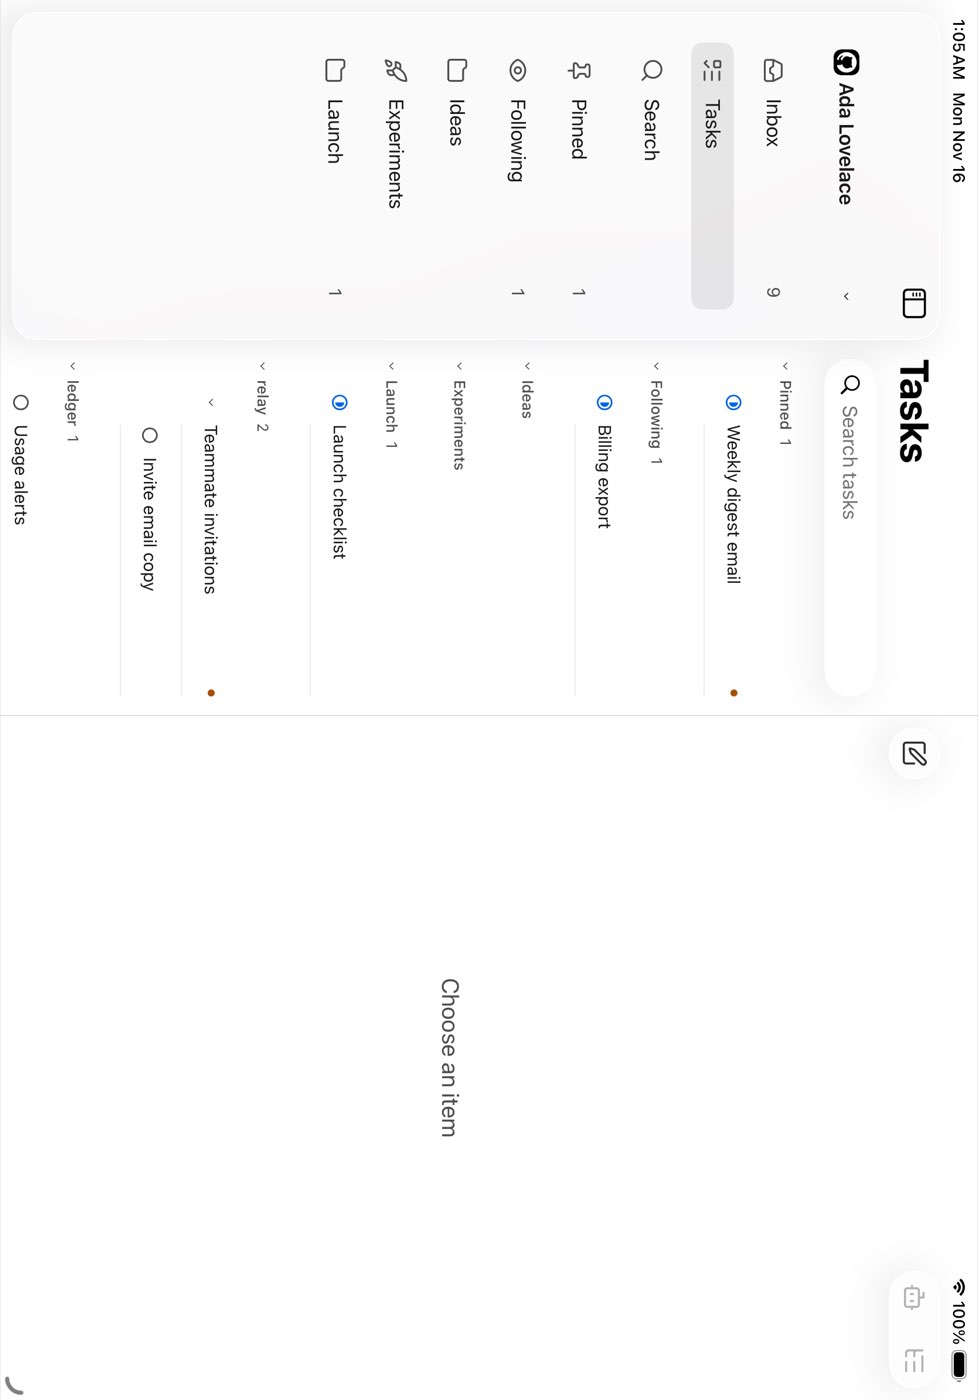 1:05 AM Mon Nov 16
100%
Ada Lovelace
Inbox 9
Tasks
Search
Pinned 1
Following 1
Ideas
Experiments
Launch 1
Tasks
Search tasks
Pinned 1
Weekly digest email
Following 1
Billing export
Ideas
Experiments
Launch 1
Launch checklist
relay 2
Teammate invitations
Invite email copy
ledger 1
Usage alerts
Choose an item